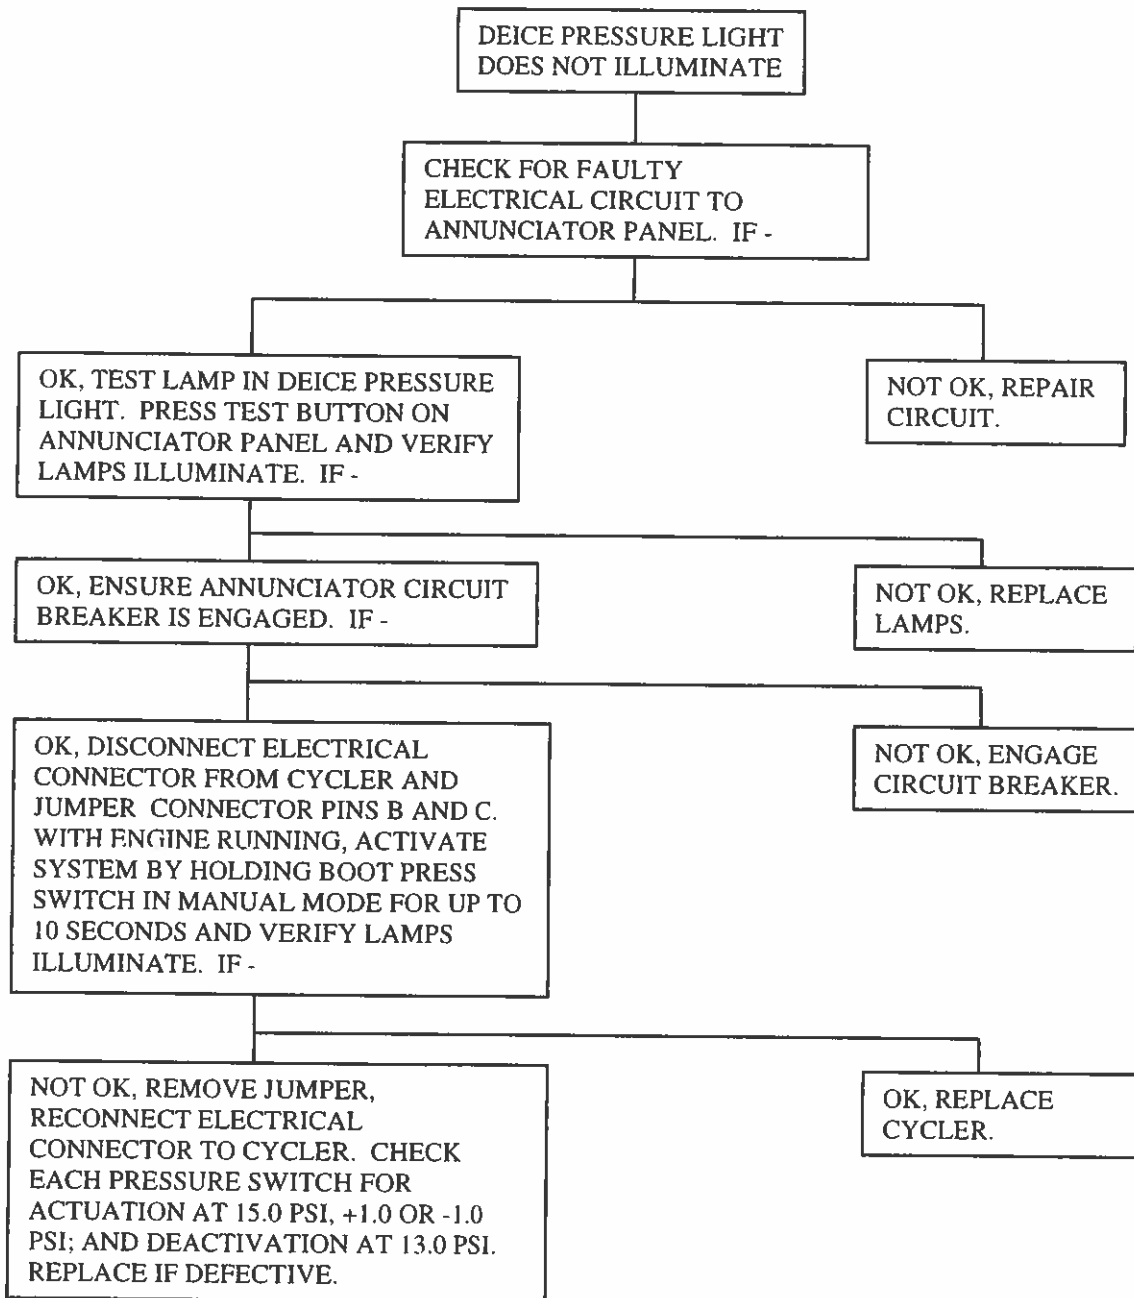 DEICE PRESSURE LIGHT
DOES NOT ILLUMINATE
CHECK FOR FAULTY
ELECTRICAL CIRCUIT TO
ANNUNCIATOR PANEL. IF -
OK, TEST LAMP IN DEICE PRESSURE
LIGHT. PRESS TEST BUTTON ON
ANNUNCIATOR PANEL AND VERIFY
LAMPS ILLUMINATE. IF -
NOT OK, REPAIR
CIRCUIT.
OK, ENSURE ANNUNCIATOR CIRCUIT
BREAKER IS ENGAGED. IF -
NOT OK, REPLACE
LAMPS.
OK, DISCONNECT ELECTRICAL
CONNECTOR FROM CYCLER AND
JUMPER CONNECTOR PINS B AND C.
WITH ENGINE RUNNING, ACTIVATE
SYSTEM BY HOLDING BOOT PRESS
SWITCH IN MANUAL MODE FOR UP TO
10 SECONDS AND VERIFY LAMPS
ILLUMINATE. IF -
NOT OK, ENGAGE
CIRCUIT BREAKER.
NOT OK, REMOVE JUMPER,
RECONNECT ELECTRICAL
CONNECTOR TO CYCLER. CHECK
EACH PRESSURE SWITCH FOR
ACTUATION AT 15.0 PSI, +1.0 OR -1.0
PSI; AND DEACTIVATION AT 13.0 PSI.
REPLACE IF DEFECTIVE.
OK, REPLACE
CYCLER.